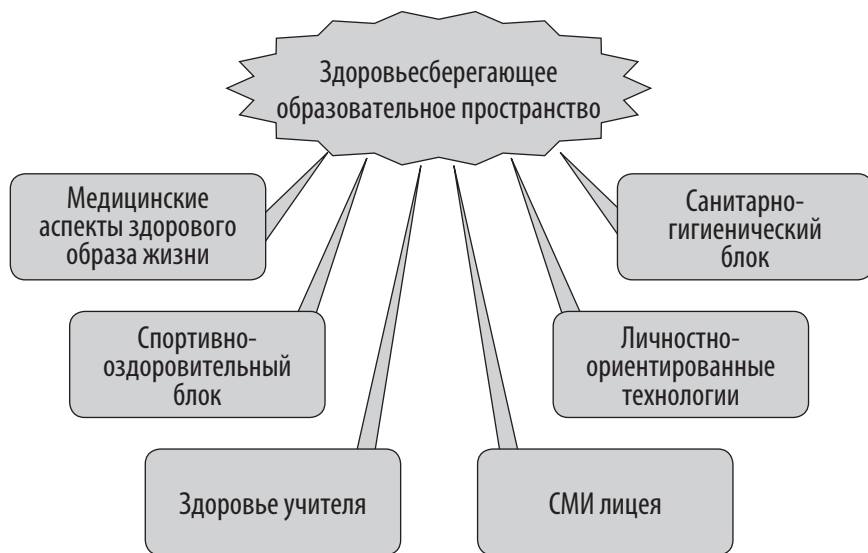 Здоровьесберегающее
образовательное пространство
Медицинские
аспекты здорового
образа жизни
Санитарно-
гигиенический
блок
Спортивно-
оздоровительный
блок
Личностно-
ориентированные
технологии
Здоровье учителя
СМИ лицея